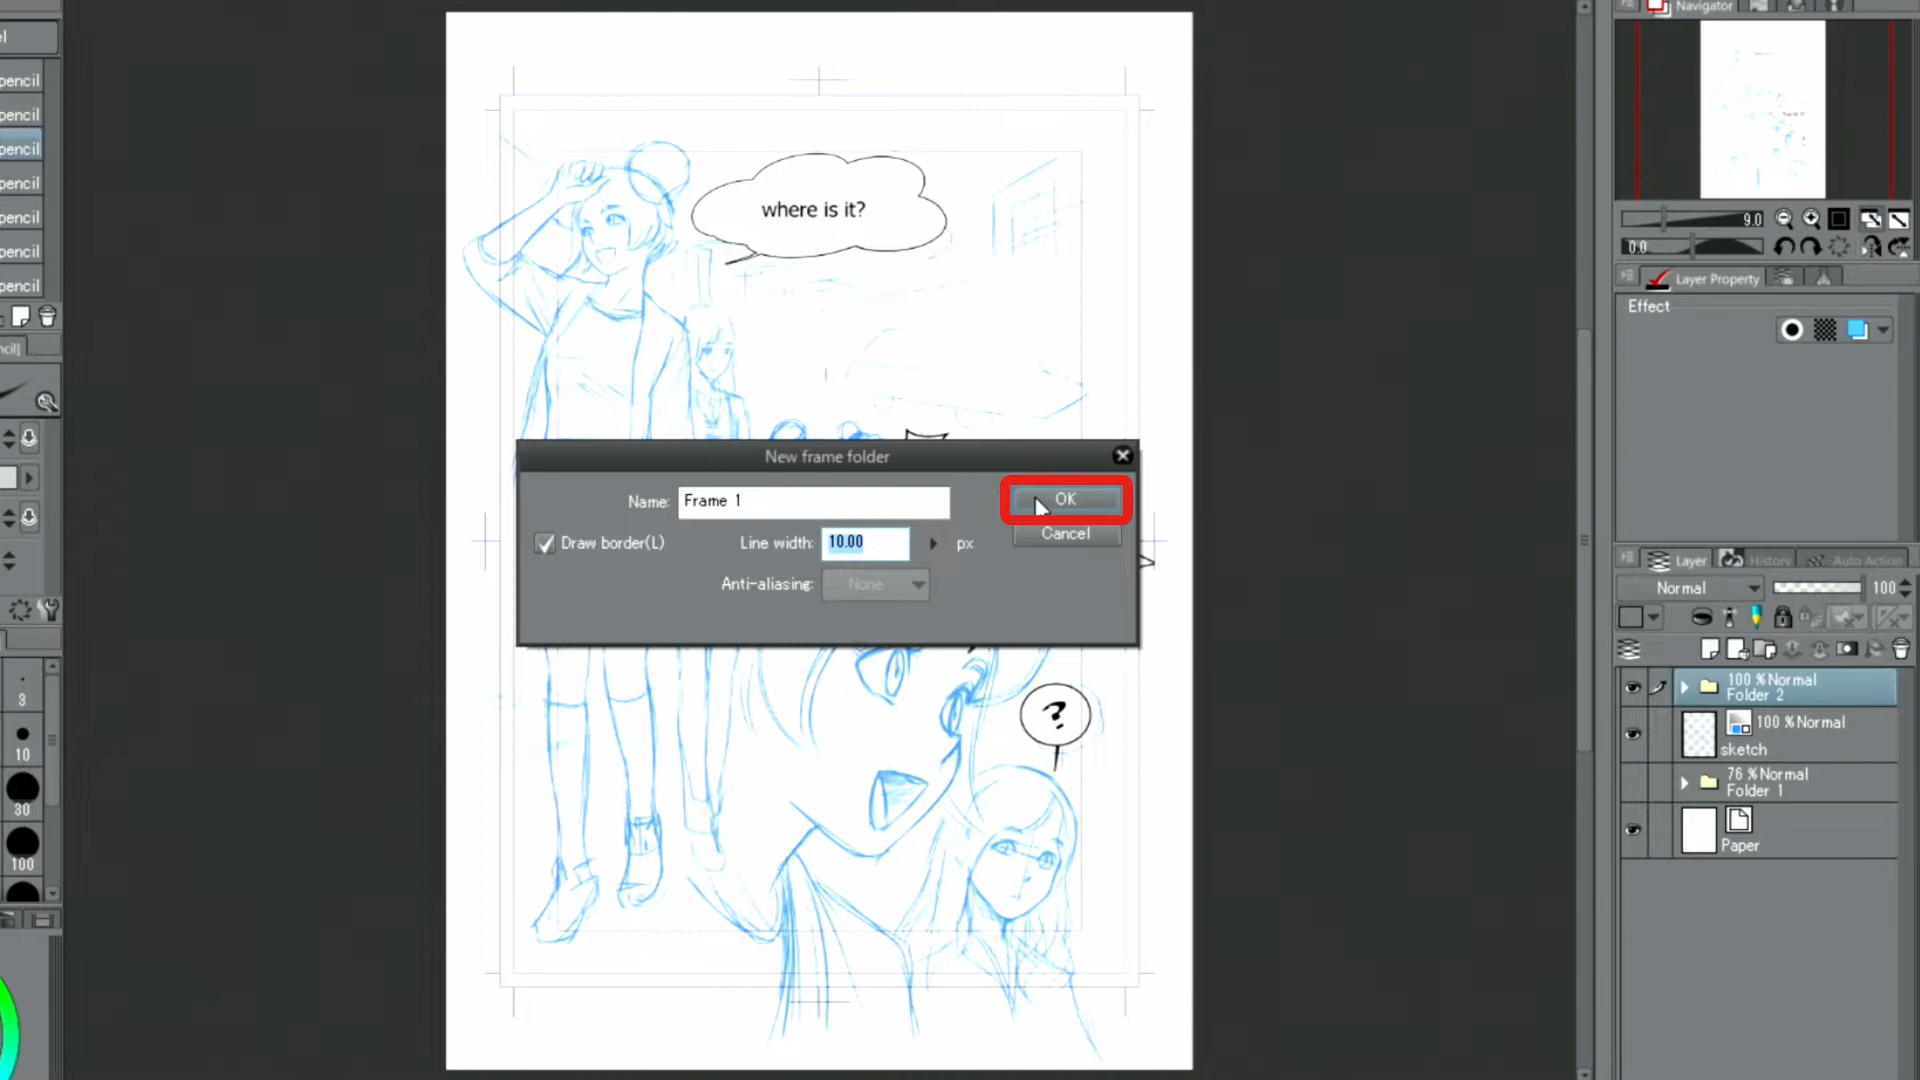 el
pencil
pencil
pencil
pencil
pencil
pencil
pencil
ncil]
3
10
30
100
where is it?
New frame folder
Name: Frame 1
OK
Cancel
Draw border(L)
Line width: 10.00 px
Anti-aliasing: None
?
Navigator
9.0
0.0
Layer Property
Effect
Layer
History
Auto Action
Normal
100
100 %Normal
Folder 2
100 %Normal
sketch
76 %Normal
Folder 1
Paper